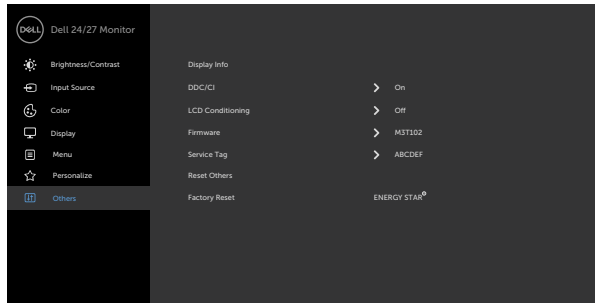 DELL Dell 24/27 Monitor
Brightness/Contrast
Input Source
Color
Display
Menu
Personalize
Others
Display Info
DDC/CI > On
LCD Conditioning > Off
Firmware > M3T102
Service Tag > ABCDEF
Reset Others
Factory Reset ENERGY STAR®